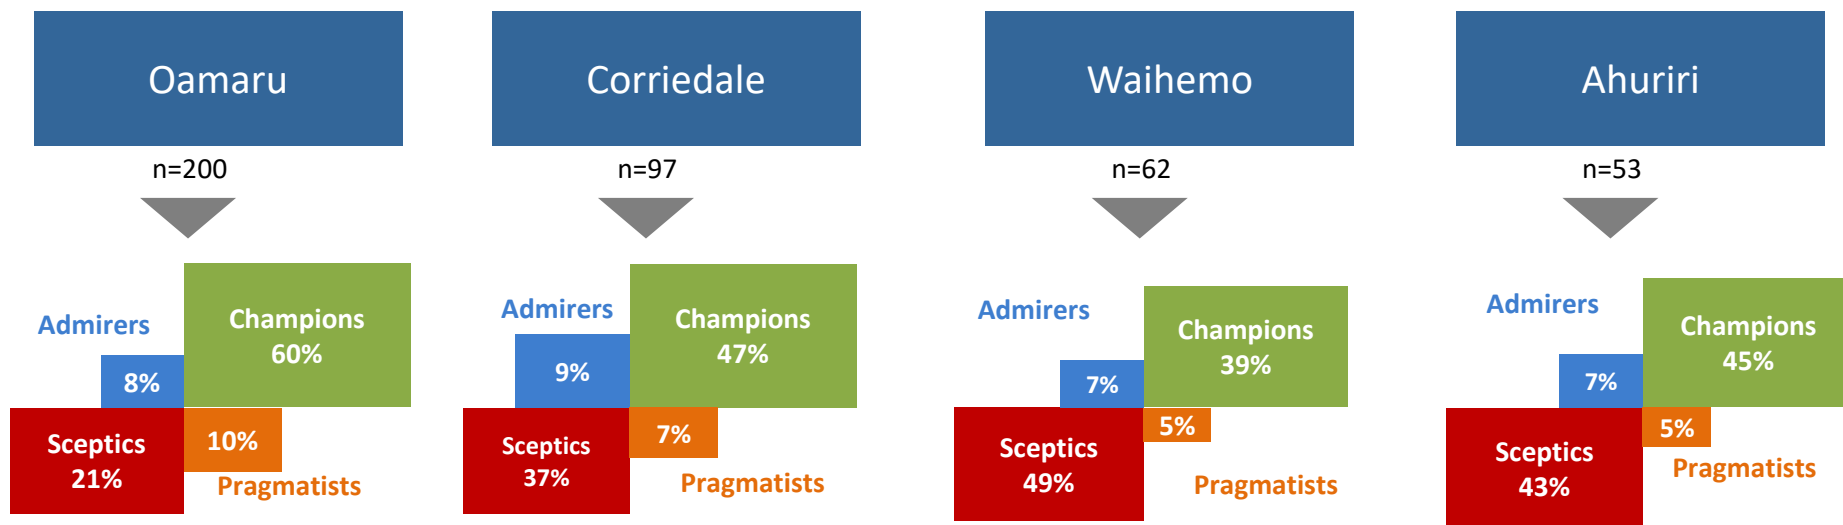 Oamaru
n=200
Admirers
8%
Champions
60%
Sceptics
21%
10%
Pragmatists
Corriedale
n=97
Admirers
9%
Champions
47%
Sceptics
37%
7%
Pragmatists
Waihemo
n=62
Admirers
7%
Champions
39%
Sceptics
49%
5%
Pragmatists
Ahuriri
n=53
Admirers
7%
Champions
45%
Sceptics
43%
5%
Pragmatists